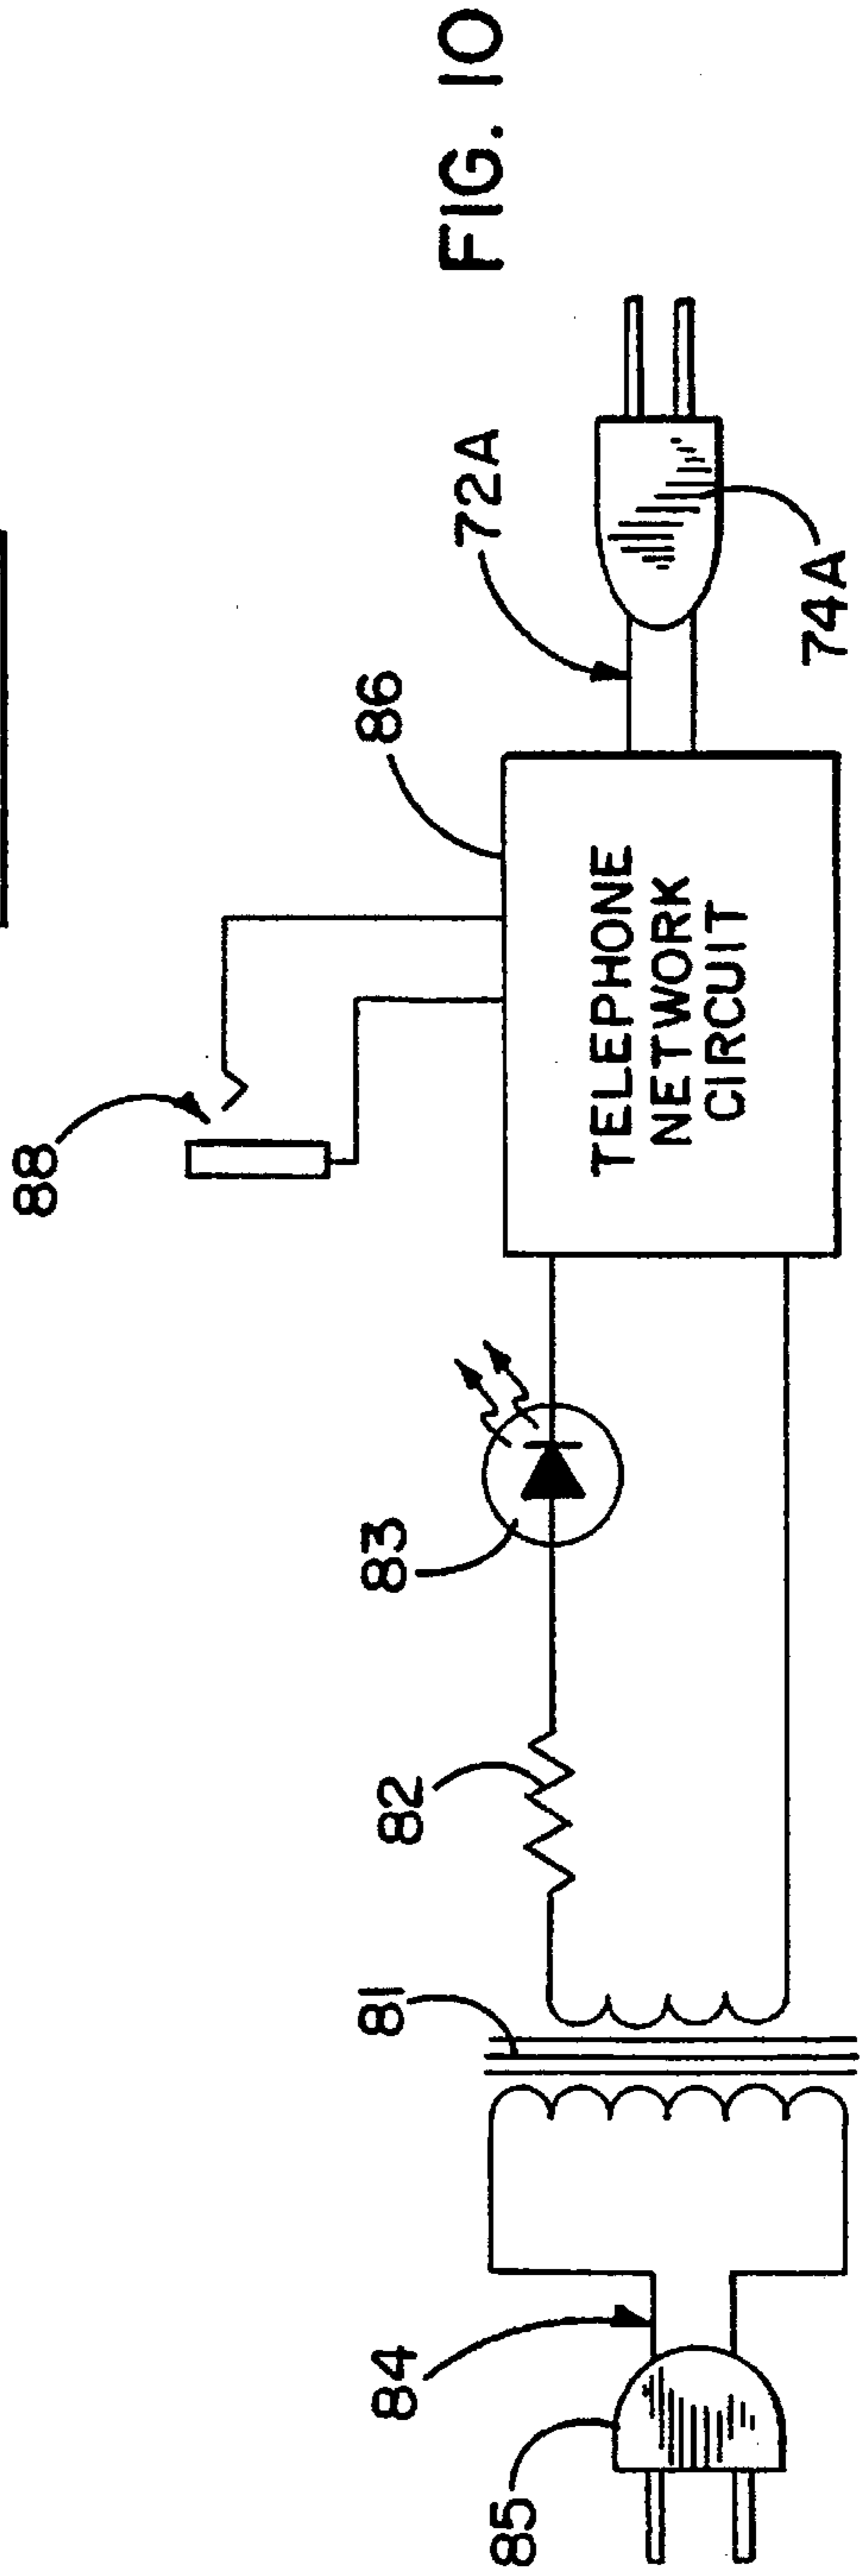 FIG. 10
88
86
72A
74A
TELEPHONE
NETWORK
CIRCUIT
83
82
81
84
85